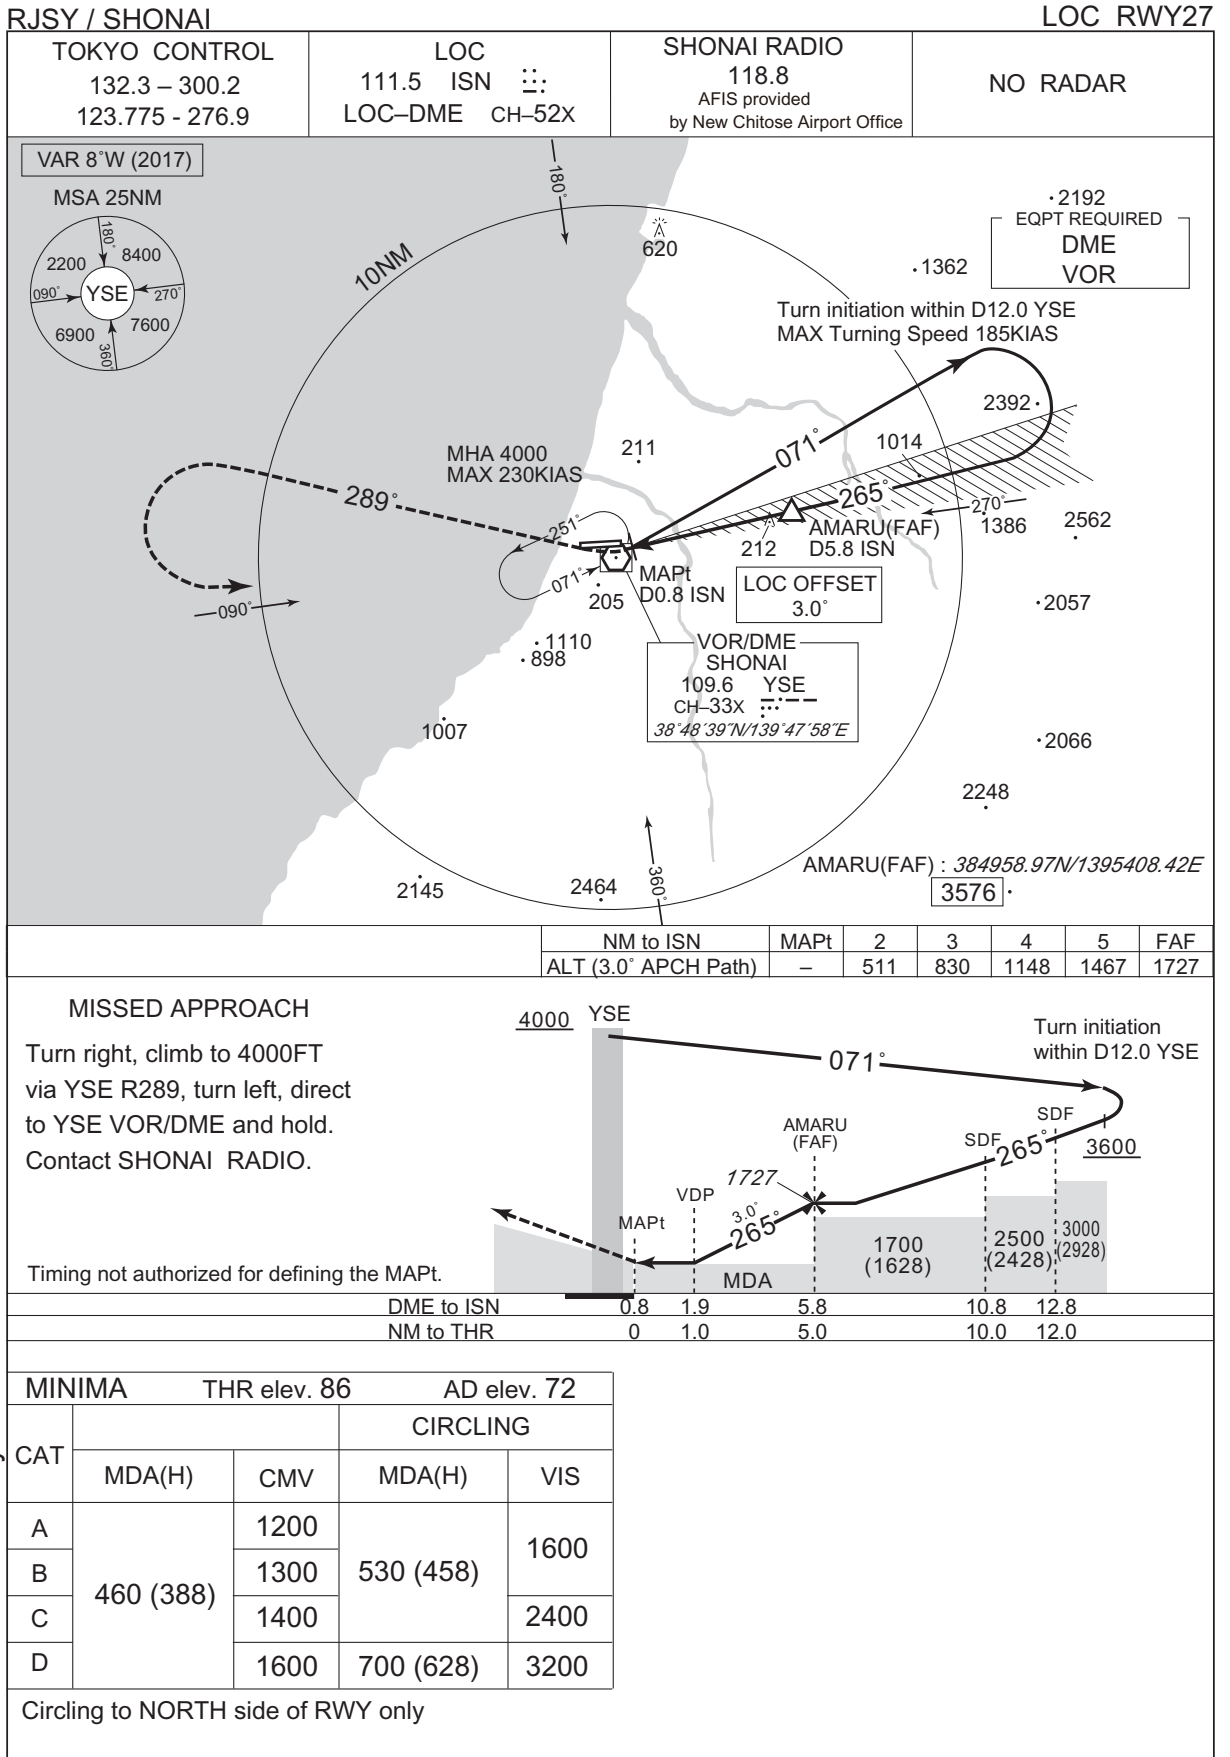 RJSY / SHONAI
LOC RWY27
TOKYO CONTROL
132.3 – 300.2
123.775 - 276.9
LOC
111.5 ISN
LOC–DME CH–52X
SHONAI RADIO
118.8
AFIS provided
by New Chitose Airport Office
NO RADAR
VAR 8°W (2017)
MSA 25NM
180°
2200
8400
090°
YSE
270°
6900
7600
360°
180°
10NM
620
2192
EQPT REQUIRED
DME
VOR
1362
Turn initiation within D12.0 YSE
MAX Turning Speed 185KIAS
2392
MHA 4000
MAX 230KIAS
211
071°
1014
289°
265°
270°
251°
AMARU(FAF)
D5.8 ISN
1386
2562
212
071°
MAPt
D0.8 ISN
LOC OFFSET
3.0°
205
090°
2057
1110
898
VOR/DME
SHONAI
109.6 YSE
CH–33X
38°48´39˝N/139°47´58˝E
1007
2066
2248
360°
AMARU(FAF) : 384958.97N/1395408.42E
2145
2464
3576
NM to ISN MAPt 2 3 4 5 FAF
ALT (3.0° APCH Path) – 511 830 1148 1467 1727
MISSED APPROACH
Turn right, climb to 4000FT
via YSE R289, turn left, direct
to YSE VOR/DME and hold.
Contact SHONAI RADIO.
Timing not authorized for defining the MAPt.
4000
YSE
Turn initiation
within D12.0 YSE
071°
SDF
AMARU
(FAF)
SDF
265°
3600
1727
VDP
3.0°
265°
MAPt
1700
(1628)
2500
(2428)
3000
(2928)
MDA
DME to ISN 0.8 1.9 5.8 10.8 12.8
NM to THR 0 1.0 5.0 10.0 12.0
MINIMA THR elev. 86 AD elev. 72
CAT
CIRCLING
MDA(H) CMV MDA(H) VIS
A 1200
B 1300
C 1400
D 1600
460 (388)
530 (458)
700 (628)
1600
2400
3200
Circling to NORTH side of RWY only